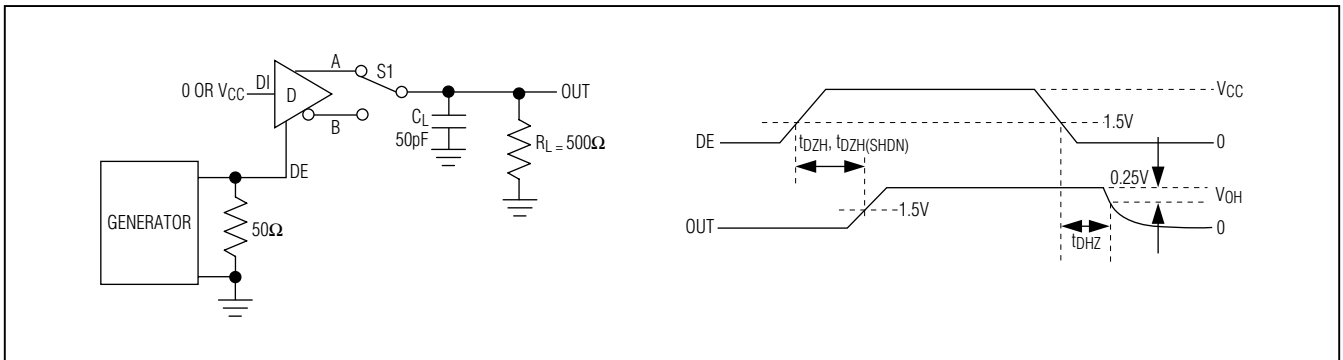 A
S1
0 OR VCC
DI
D
OUT
B
CL
50pF
RL = 500Ω
DE
GENERATOR
50Ω
VCC
1.5V
DE
0
tDZH, tDZH(SHDN)
0.25V
VOH
1.5V
OUT
0
tDHZ